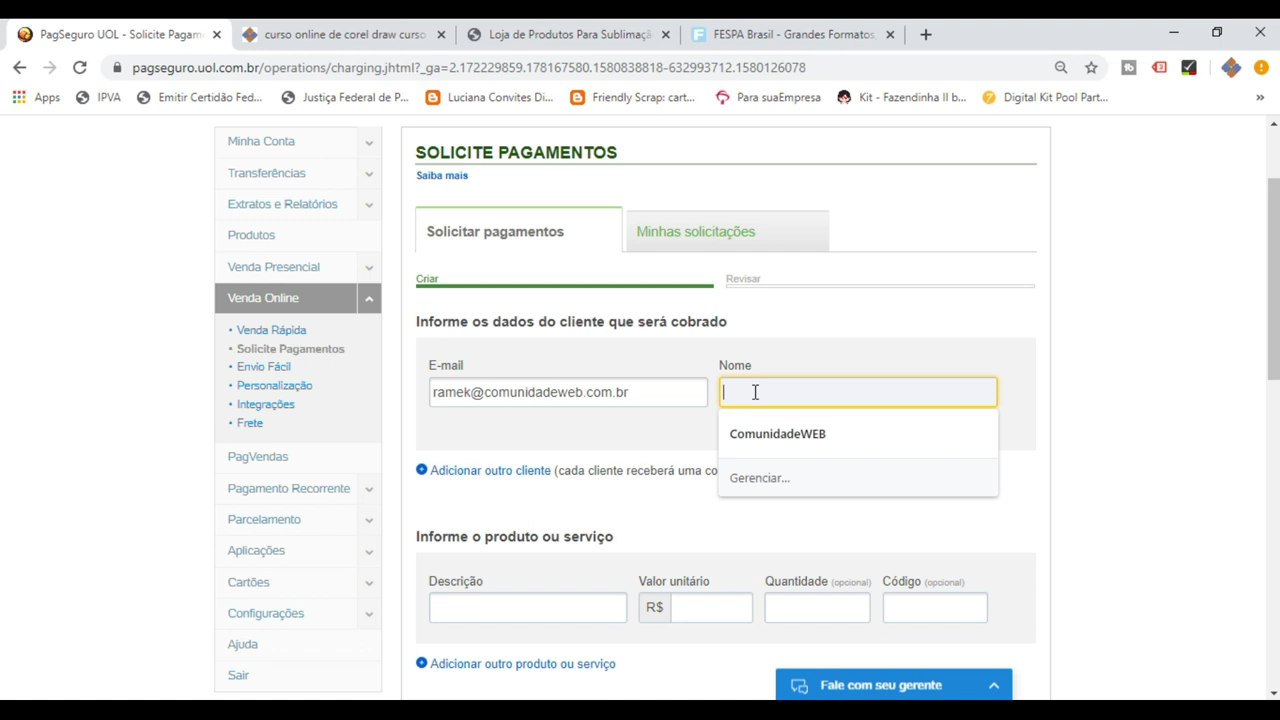 PagSeguro UOL - Solicite Pagam
curso online de corel draw curso
Loja de Produtos Para Sublimaçã
FESPA Brasil - Grandes Formatos,
pagseguro.uol.com.br/operations/charging.jhtml?_ga=2.172229859.178167580.1580838818-632993712.1580126078
Apps
IPVA
Emitir Certidão Fed...
Justiça Federal de P...
Luciana Convites Di...
Friendly Scrap: cart...
Para suaEmpresa
Kit - Fazendinha II b...
Digital Kit Pool Part...
»
Minha Conta
Transferências
Extratos e Relatórios
Produtos
Venda Presencial
Venda Online
• Venda Rápida
• Solicite Pagamentos
• Envio Fácil
• Personalização
• Integrações
• Frete
PagVendas
Pagamento Recorrente
Parcelamento
Aplicações
Cartões
Configurações
Ajuda
Sair
SOLICITE PAGAMENTOS
Saiba mais
Solicitar pagamentos
Minhas solicitações
Criar
Revisar
Informe os dados do cliente que será cobrado
E-mail
Nome
ramek@comunidadeweb.com.br
ComunidadeWEB
Gerenciar...
Adicionar outro cliente (cada cliente receberá uma co
Informe o produto ou serviço
Descrição
Valor unitário
Quantidade (opcional)
Código (opcional)
R$
Adicionar outro produto ou serviço
Fale com seu gerente